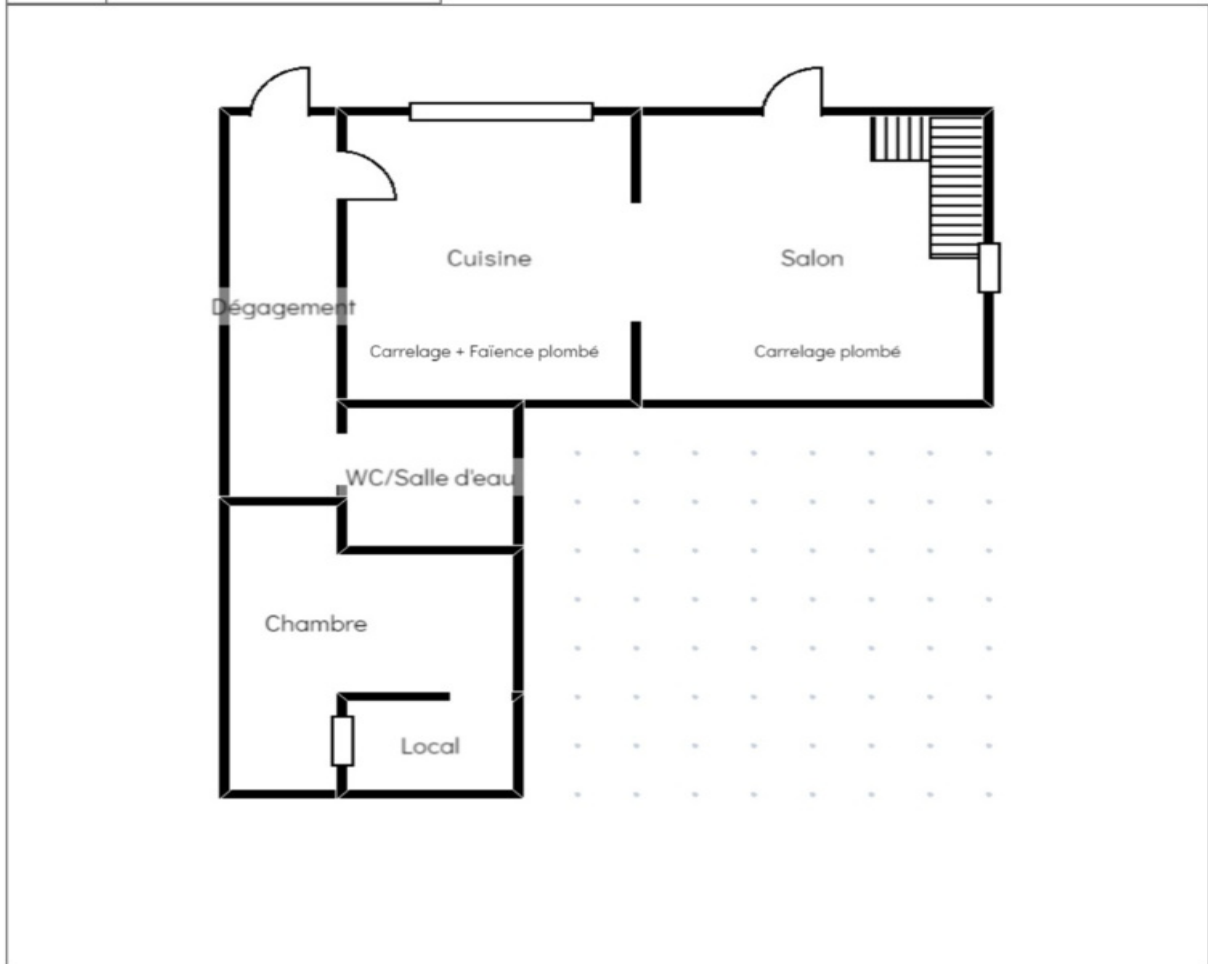 Cuisine
Salon
Dégagement
Carrelage + Faïence plombé
Carrelage plombé
WC/Salle d'eau
Chambre
Local